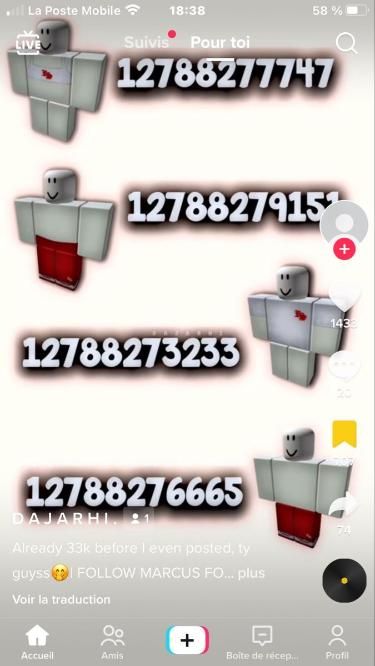 La Poste Mobile 18:38 58 %
LIVE Suivis Pour toi
12788277747
12788279151
1433
12788273233
20
12788276665
74
DAJARHI. 1
Already 33k before I even posted, ty
guyss🤭| FOLLOW MARCUS FO... plus
Voir la traduction
Accueil Amis Boîte de récep... Profil